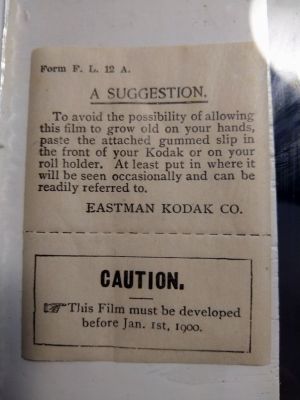 Form F. L. 12 A.
A SUGGESTION.
To avoid the possibility of allowing
this film to grow old on your hands,
paste the attached gummed slip in
the front of your Kodak or on your
roll holder. At least put in where it
will be seen occasionally and can be
readily referred to.
EASTMAN KODAK CO.
CAUTION.
☞This Film must be developed
before Jan. 1st, 1900.